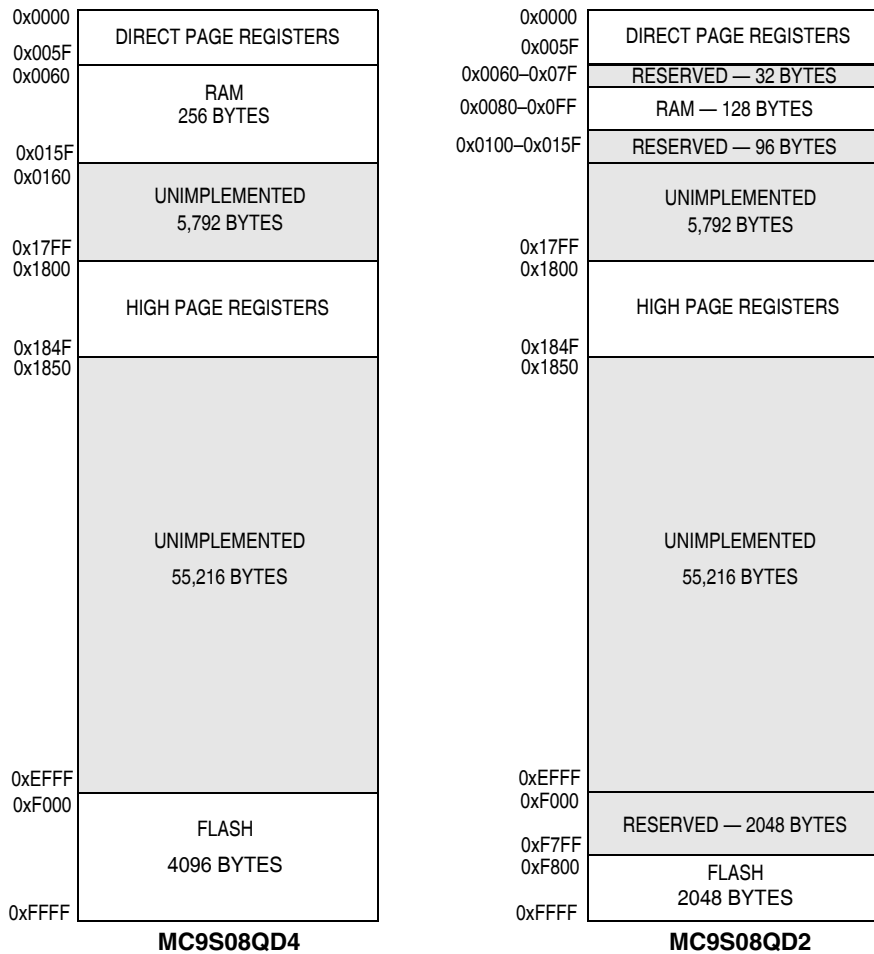 0x0000
DIRECT PAGE REGISTERS
0x005F
0x0060
RAM
256 BYTES
0x015F
0x0160
UNIMPLEMENTED
5,792 BYTES
0x17FF
0x1800
HIGH PAGE REGISTERS
0x184F
0x1850
UNIMPLEMENTED
55,216 BYTES
0xEFFF
0xF000
FLASH
4096 BYTES
0xFFFF
MC9S08QD4
0x0000
DIRECT PAGE REGISTERS
0x005F
0x0060–0x07F
RESERVED — 32 BYTES
0x0080–0x0FF
RAM — 128 BYTES
0x0100–0x015F
RESERVED — 96 BYTES
UNIMPLEMENTED
5,792 BYTES
0x17FF
0x1800
HIGH PAGE REGISTERS
0x184F
0x1850
UNIMPLEMENTED
55,216 BYTES
0xEFFF
0xF000
RESERVED — 2048 BYTES
0xF7FF
0xF800
FLASH
2048 BYTES
0xFFFF
MC9S08QD2